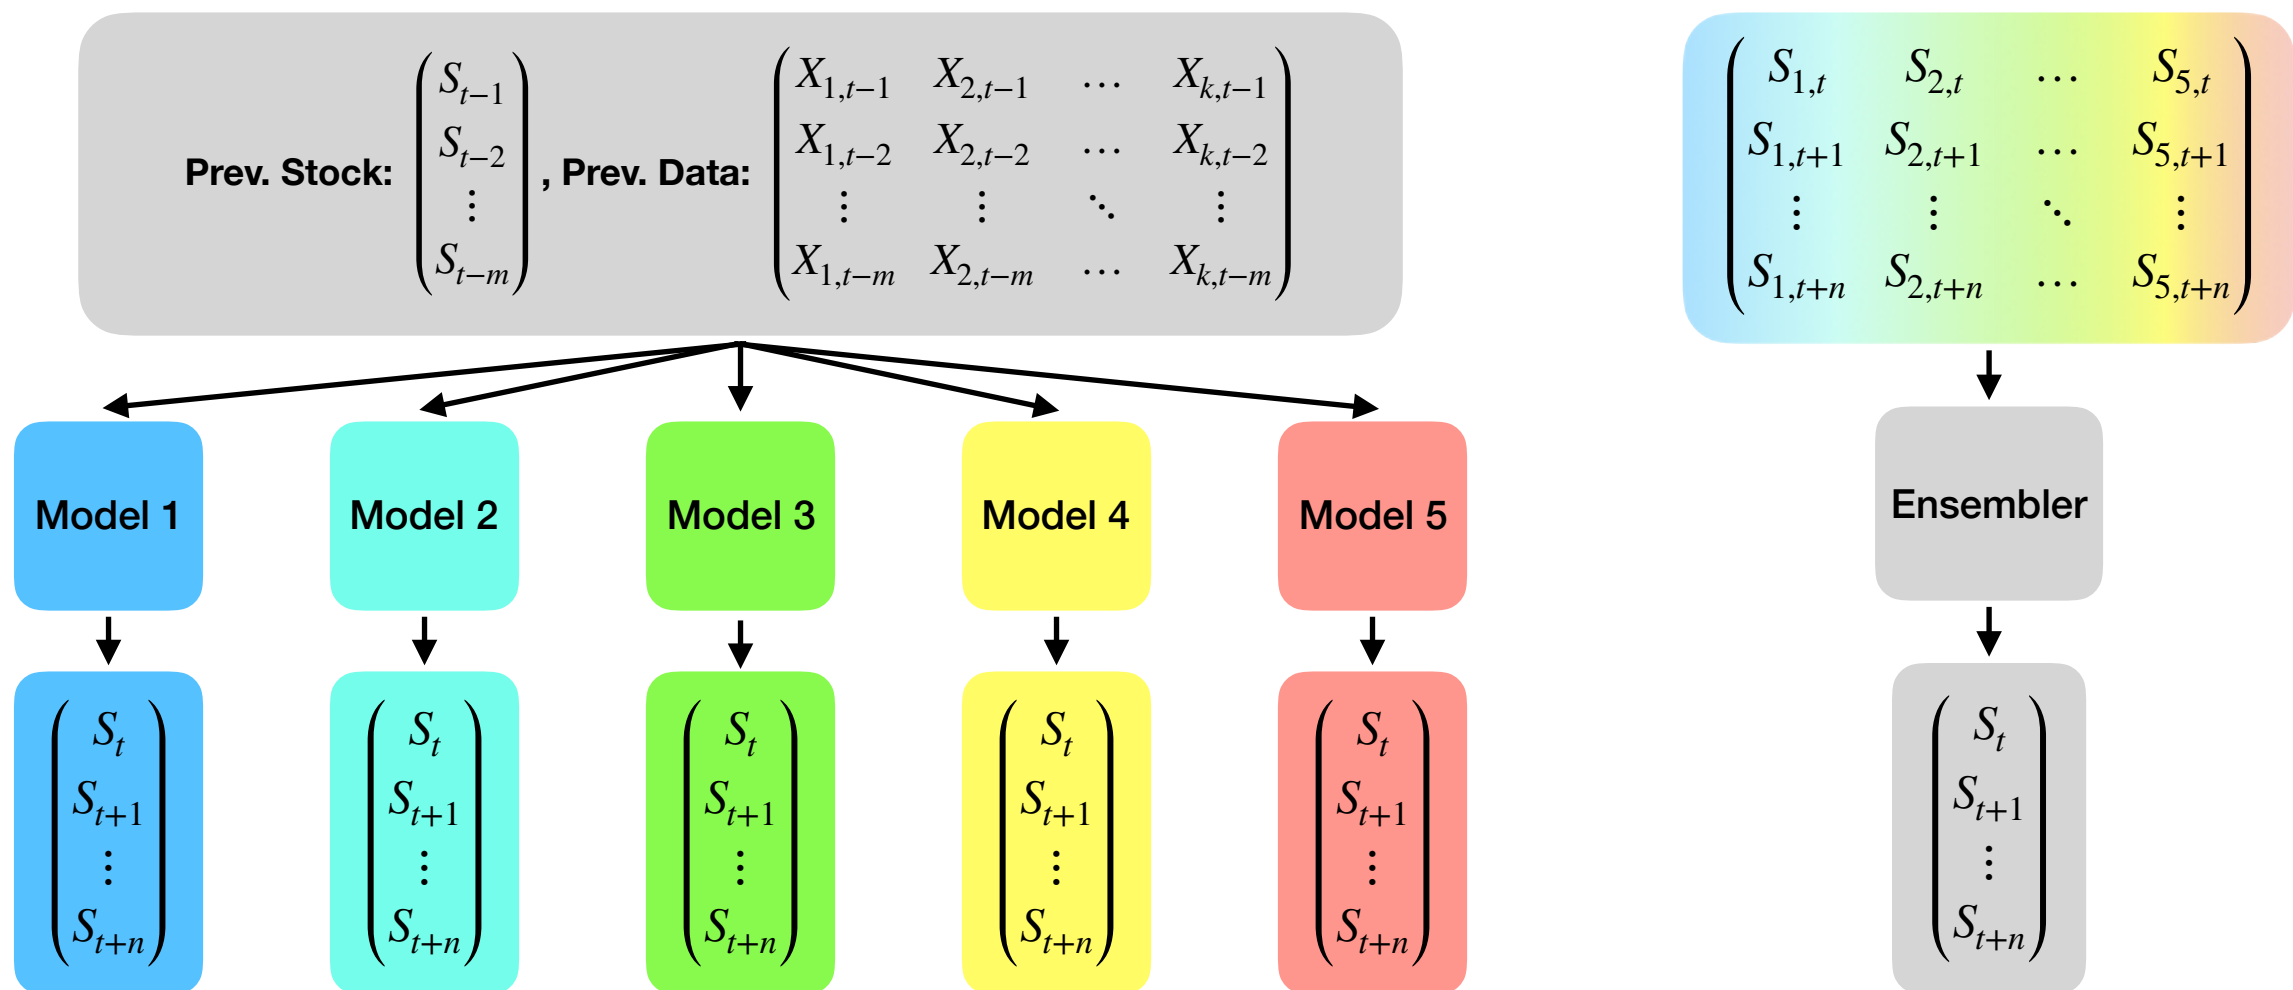 Prev. Stock: (S_{t−1} S_{t−2} ⋮ S_{t−m}) , Prev. Data:
X_{1,t−1} X_{2,t−1} … X_{k,t−1}
X_{1,t−2} X_{2,t−2} … X_{k,t−2}
⋮ ⋮ ⋱ ⋮
X_{1,t−m} X_{2,t−m} … X_{k,t−m}
S_{1,t} S_{2,t} … S_{5,t}
S_{1,t+1} S_{2,t+1} … S_{5,t+1}
⋮ ⋮ ⋱ ⋮
S_{1,t+n} S_{2,t+n} … S_{5,t+n}
Model 1
Model 2
Model 3
Model 4
Model 5
Ensembler
S_t
S_{t+1}
⋮
S_{t+n}
S_t
S_{t+1}
⋮
S_{t+n}
S_t
S_{t+1}
⋮
S_{t+n}
S_t
S_{t+1}
⋮
S_{t+n}
S_t
S_{t+1}
⋮
S_{t+n}
S_t
S_{t+1}
⋮
S_{t+n}